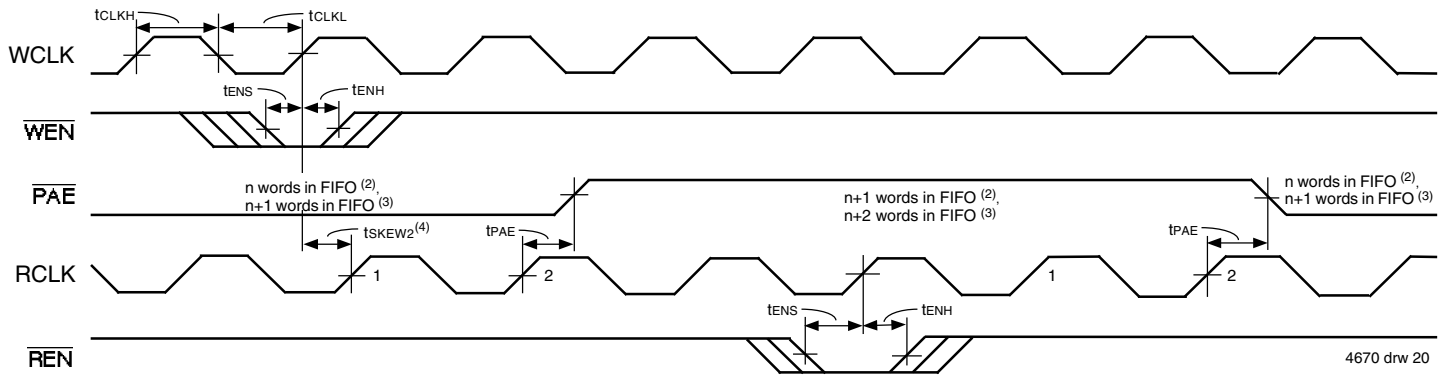 tCLKH tCLKL
WCLK
tENS tENH
WEN
n words in FIFO (2),
n+1 words in FIFO (3)
PAE
n+1 words in FIFO (2),
n+2 words in FIFO (3)
n words in FIFO (2),
n+1 words in FIFO (3)
tSKEW2(4) tPAE tPAE
RCLK 1 2 1 2
tENS tENH
REN
4670 drw 20